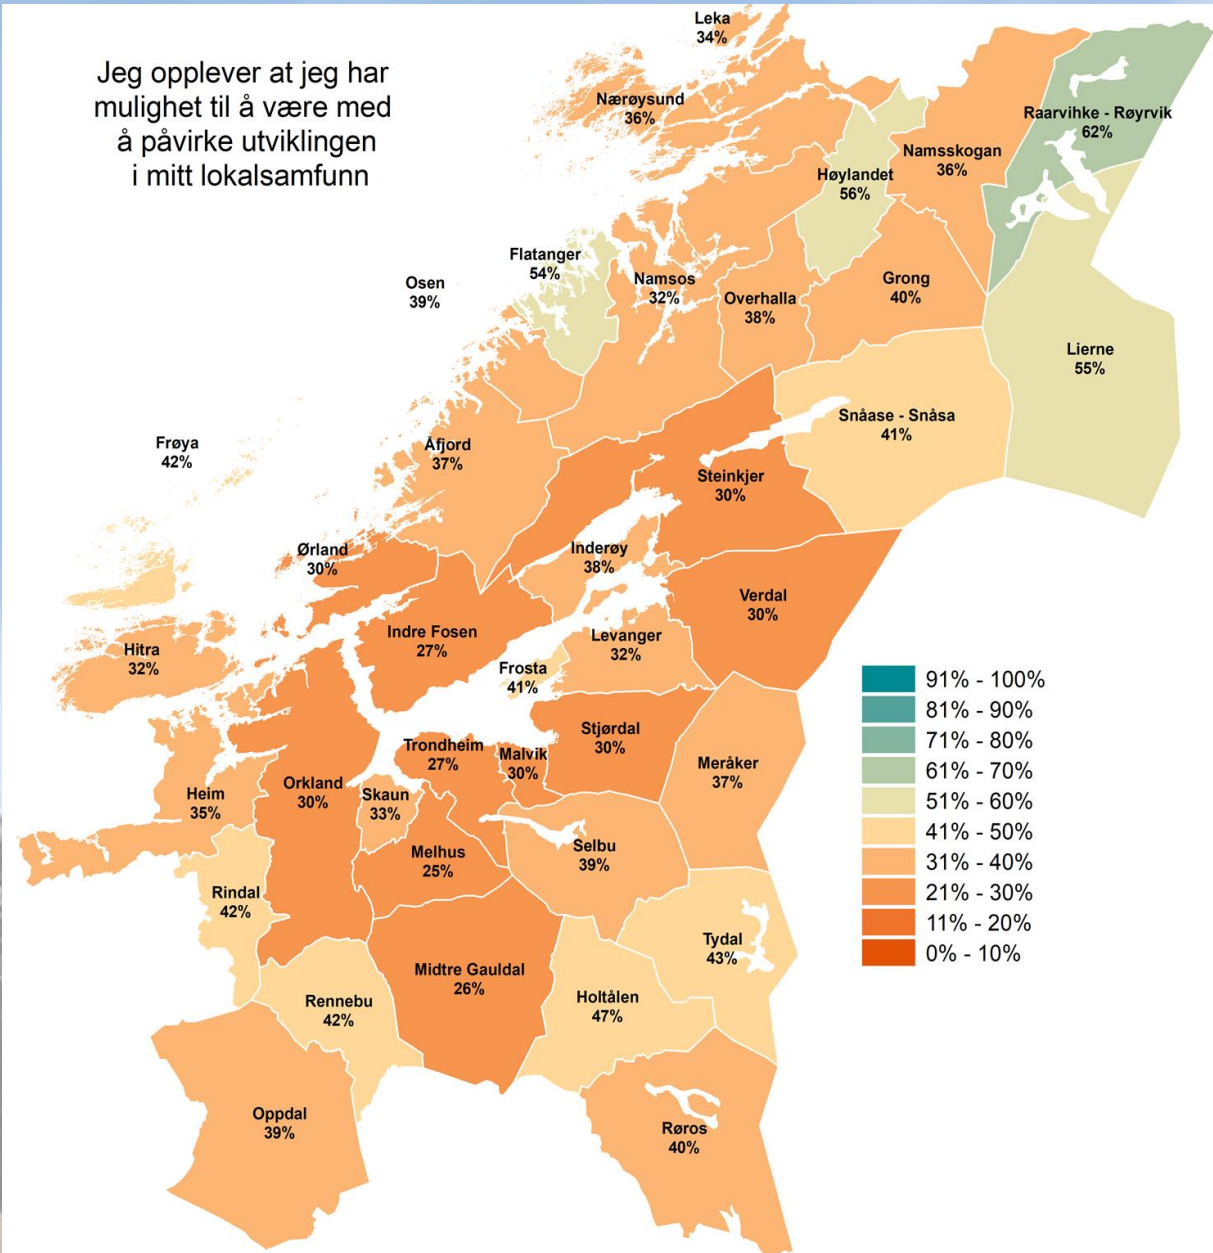 Jeg opplever at jeg har
mulighet til å være med
å påvirke utviklingen
i mitt lokalsamfunn
Leka
34%
Nærøysund
36%
Raarvihke - Røyrvik
62%
Namsskogan
36%
Høylandet
56%
Flatanger
54%
Osen
39%
Namsos
32%
Overhalla
38%
Grong
40%
Lierne
55%
Snåase - Snåsa
41%
Frøya
42%
Åfjord
37%
Steinkjer
30%
Ørland
30%
Inderøy
38%
Verdal
30%
Indre Fosen
27%
Levanger
32%
Hitra
32%
Frosta
41%
Stjørdal
30%
Trondheim
27%
Malvik
30%
Meråker
37%
Orkland
30%
Heim
35%
Skaun
33%
Selbu
39%
Melhus
25%
Rindal
42%
Tydal
43%
Midtre Gauldal
26%
Holtålen
47%
Rennebu
42%
Oppdal
39%
Røros
40%
91% - 100%
81% - 90%
71% - 80%
61% - 70%
51% - 60%
41% - 50%
31% - 40%
21% - 30%
11% - 20%
0% - 10%